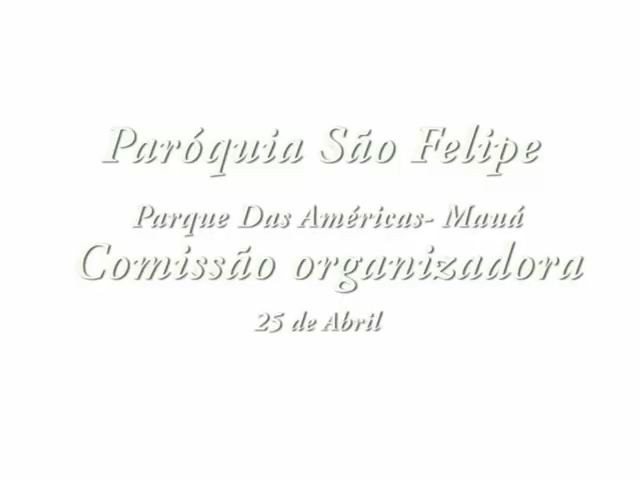 Paróquia São Felipe
Parque Das Américas- Mauá
Comissão organizadora
25 de Abril